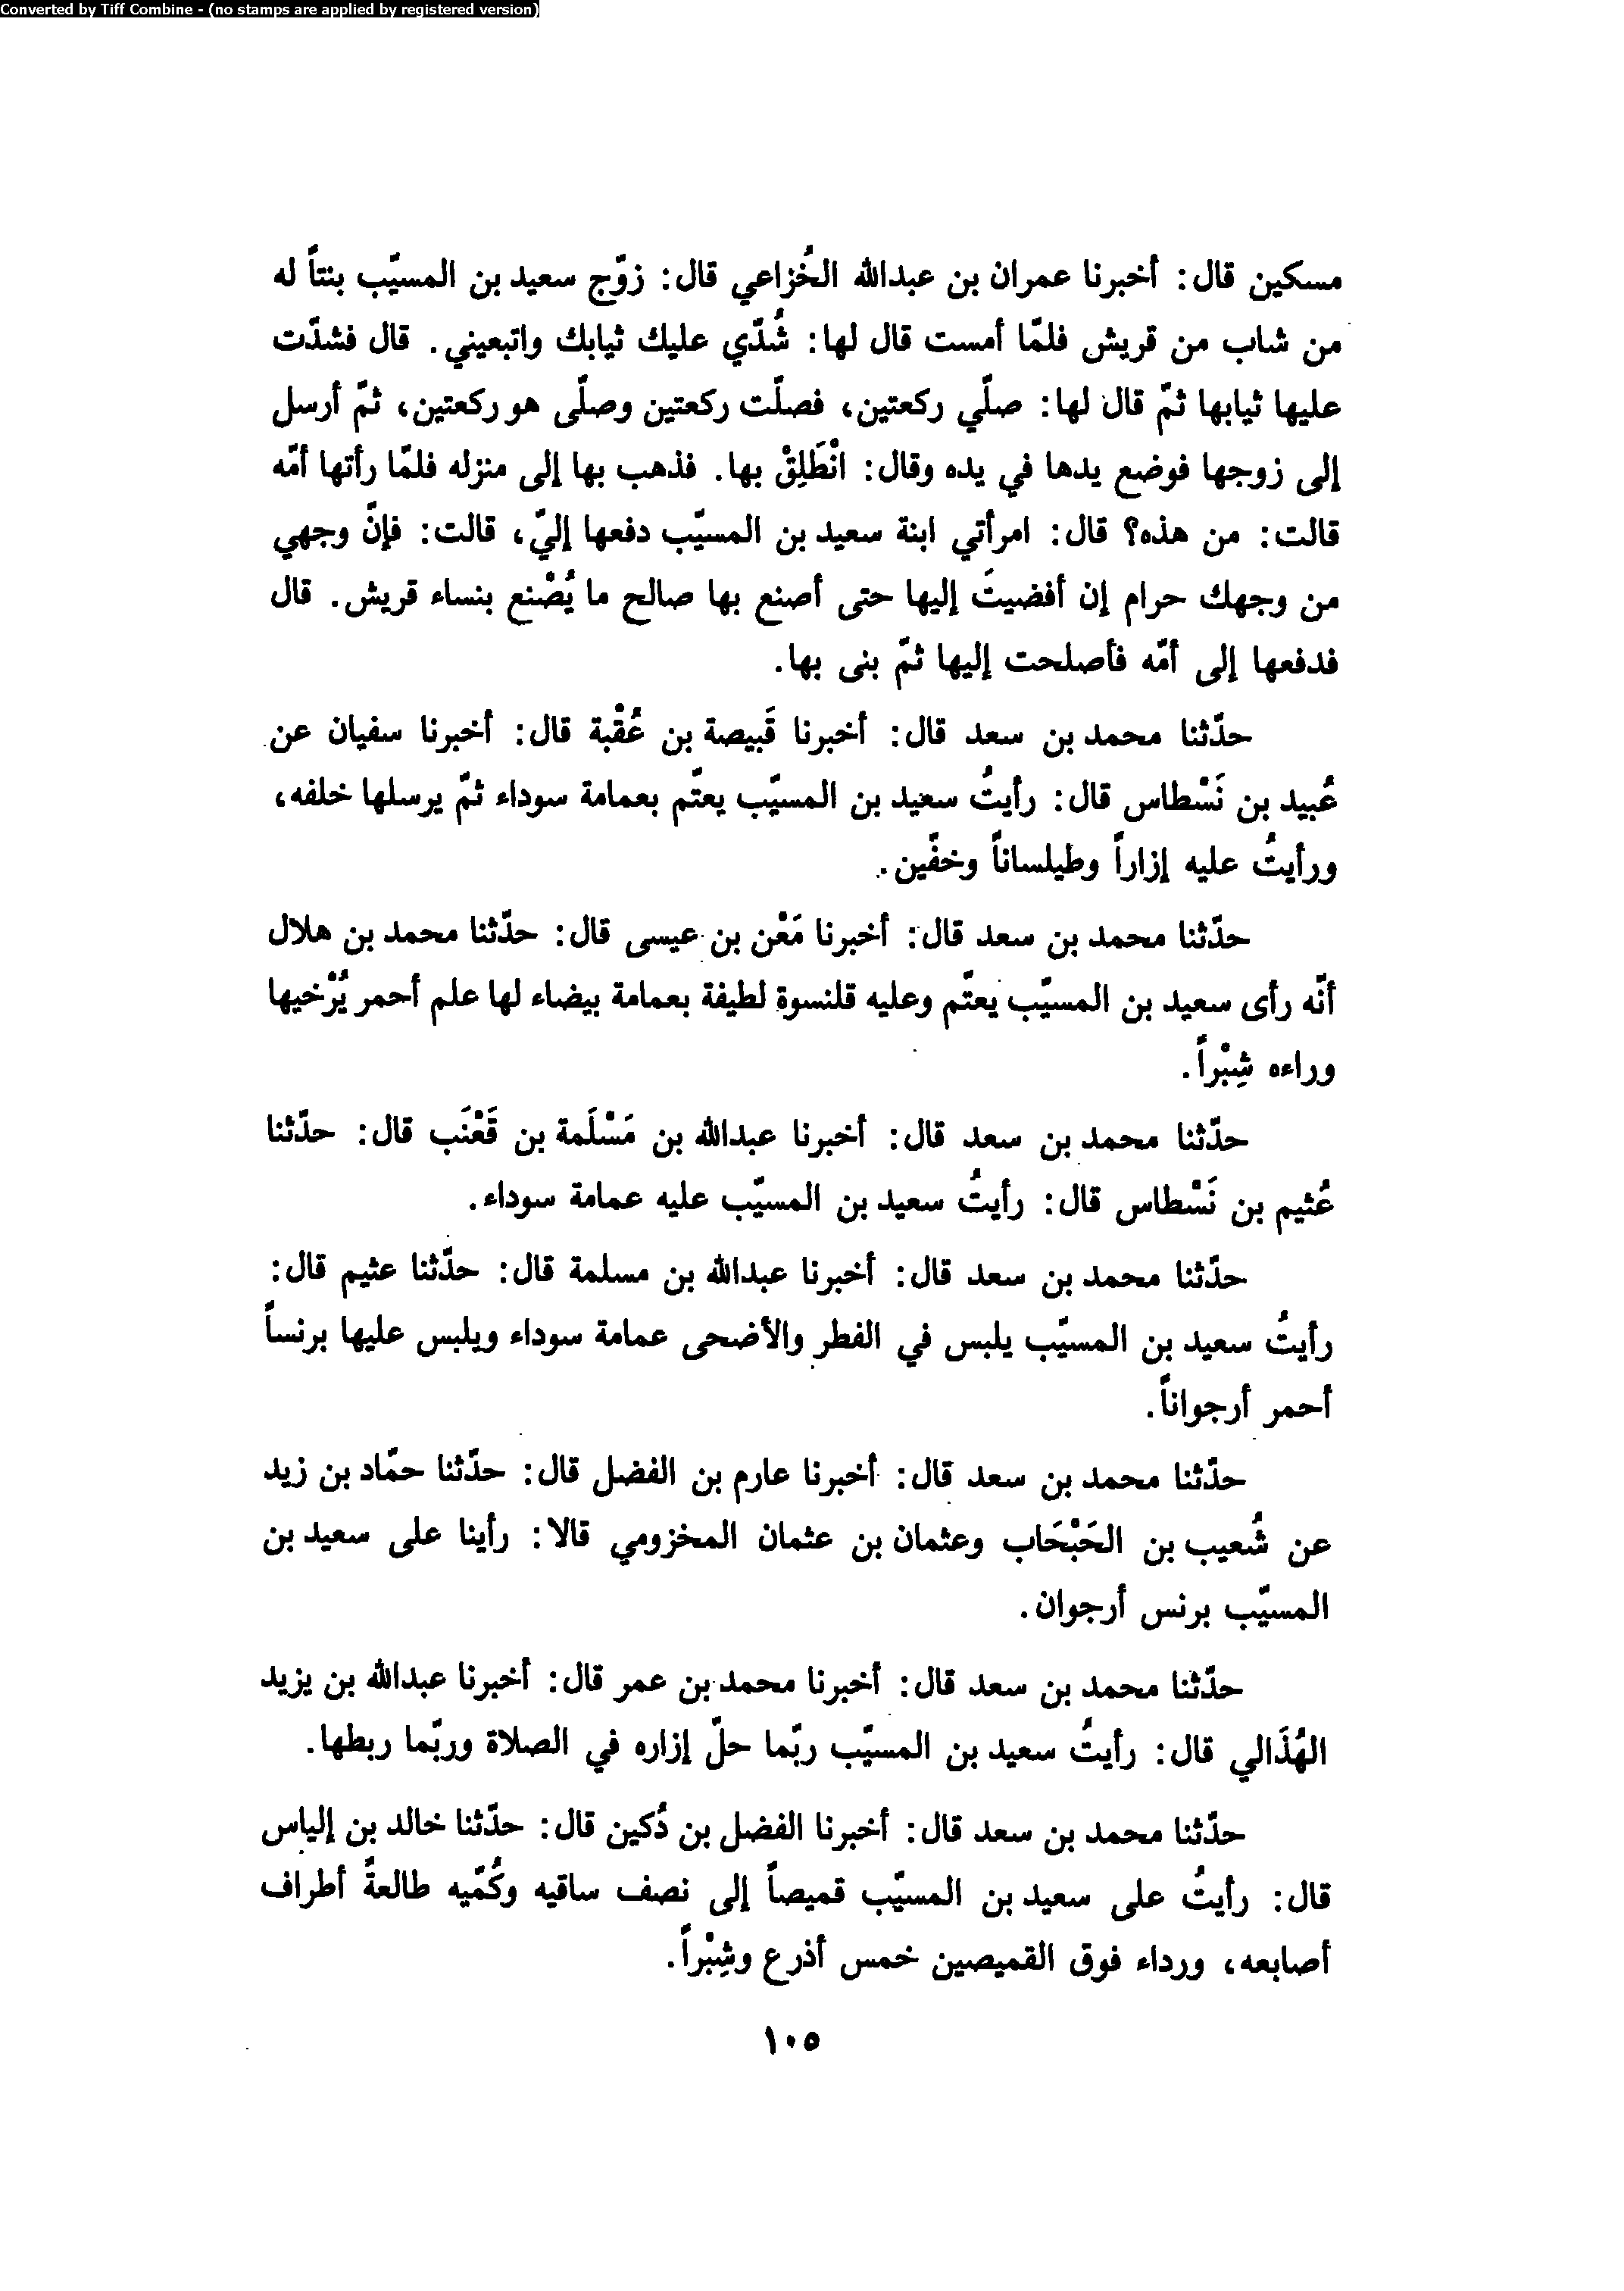 Converted by Tiff Combine - (no stamps are applied by registered version)
مسكين قال: أخبرنا عمران بن عبدالله الخُزاعي قال: زوّج سعيد بن المسيّب بنتاً له
من شاب من قريش فلمّا أمست قال لها: شُدّي عليك ثيابك واتبعيني. قال فشدّت
عليها ثيابها ثمّ قال لها: صلّي ركعتين، فصلّت ركعتين وصلّى هو ركعتين، ثمّ أرسل
إلى زوجها فوضع يدها في يده وقال: انْطَلِقْ بها. فذهب بها إلى منزله فلمّا رأتها أمّه
قالت: من هذه؟ قال: امرأتي ابنة سعيد بن المسيّب دفعها إليّ، قالت: فإنّ وجهي
من وجهك حرام إن أفضيتَ إليها حتى أصنع بها صالح ما يُصْنع بنساء قريش. قال
فدفعها إلى أمّه فأصلحت إليها ثمّ بنى بها.
حدّثنا محمد بن سعد قال: أخبرنا قَبيصة بن عُقْبة قال: أخبرنا سفيان عن
عُبيد بن نَسْطاس قال: رأيتُ سعيد بن المسيّب يعتّم بعمامة سوداء ثمّ يرسلها خلفه،
ورأيتُ عليه إزاراً وطيلساناً وخفّين.
حدّثنا محمد بن سعد قال: أخبرنا مَعْن بن عيسى قال: حدّثنا محمد بن هلال
أنّه رأى سعيد بن المسيّب يعتّم وعليه قلنسوة لطيفة بعمامة بيضاء لها علم أحمر يُرْخيها
وراءه شِبْراً.
حدّثنا محمد بن سعد قال: أخبرنا عبدالله بن مَسْلَمة بن قَعْنَب قال: حدّثنا
عُثيم بن نَسْطاس قال: رأيتُ سعيد بن المسيّب عليه عمامة سوداء.
حدّثنا محمد بن سعد قال: أخبرنا عبدالله بن مسلمة قال: حدّثنا عثيم قال:
رأيتُ سعيد بن المسيّب يلبس في الفطر والأضحى عمامة سوداء ويلبس عليها برنساً
أحمر أرجواناً.
حدّثنا محمد بن سعد قال: أخبرنا عارم بن الفضل قال: حدّثنا حمّاد بن زيد
عن شُعيب بن الحَبْحَاب وعثمان بن عثمان المخزومي قالا: رأينا على سعيد بن
المسيّب برنس أرجوان.
حدّثنا محمد بن سعد قال: أخبرنا محمد بن عمر قال: أخبرنا عبدالله بن يزيد
الهُذَالي قال: رأيتُ سعيد بن المسيّب ربّما حلّ إزاره في الصلاة وربّما ربطها.
حدّثنا محمد بن سعد قال: أخبرنا الفضل بن دُكين قال: حدّثنا خالد بن إلياس
قال: رأيتُ على سعيد بن المسيّب قميصاً إلى نصف ساقيه وكُمّيه طالعةً أطراف
أصابعه، ورداء فوق القميصين خمس أذرع وشِبْراً.
١٠٥